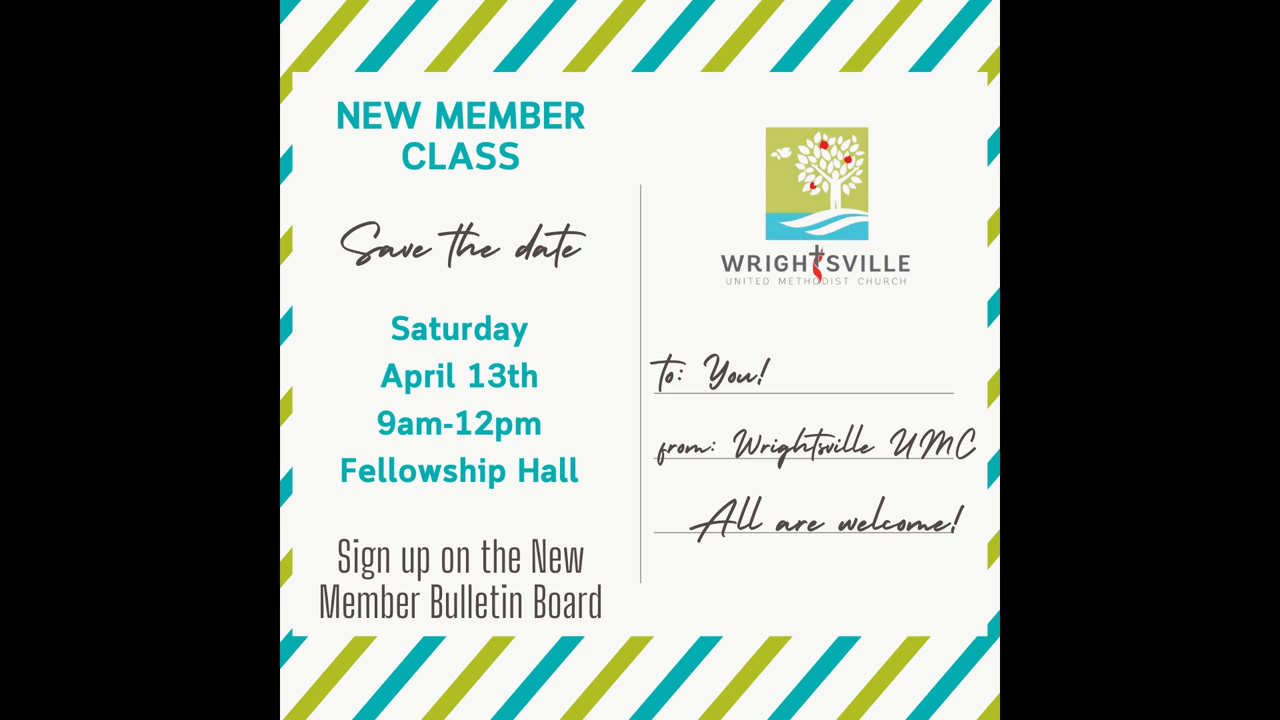 NEW MEMBER
CLASS
Save the date
Saturday
April 13th
9am-12pm
Fellowship Hall
Sign up on the New
Member Bulletin Board
WRIGHTSVILLE
UNITED METHODIST CHURCH
to: You!
from: Wrightsville UMC
All are welcome!